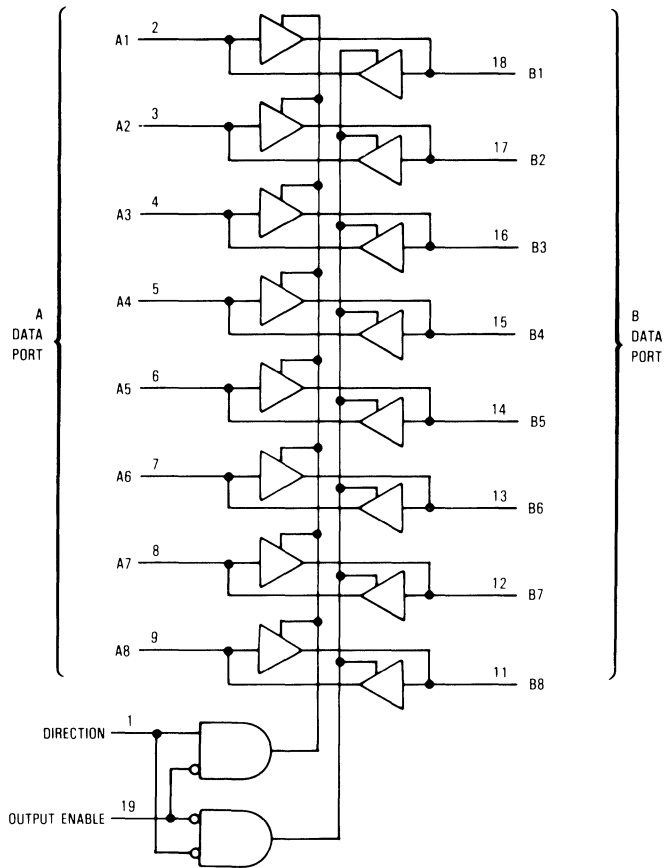 A1 2
18 B1
A2 3
17 B2
A3 4
16 B3
A4 5
A
DATA
PORT
15 B4
B
DATA
PORT
A5 6
14 B5
A6 7
13 B6
A7 8
12 B7
A8 9
11 B8
DIRECTION 1
OUTPUT ENABLE 19